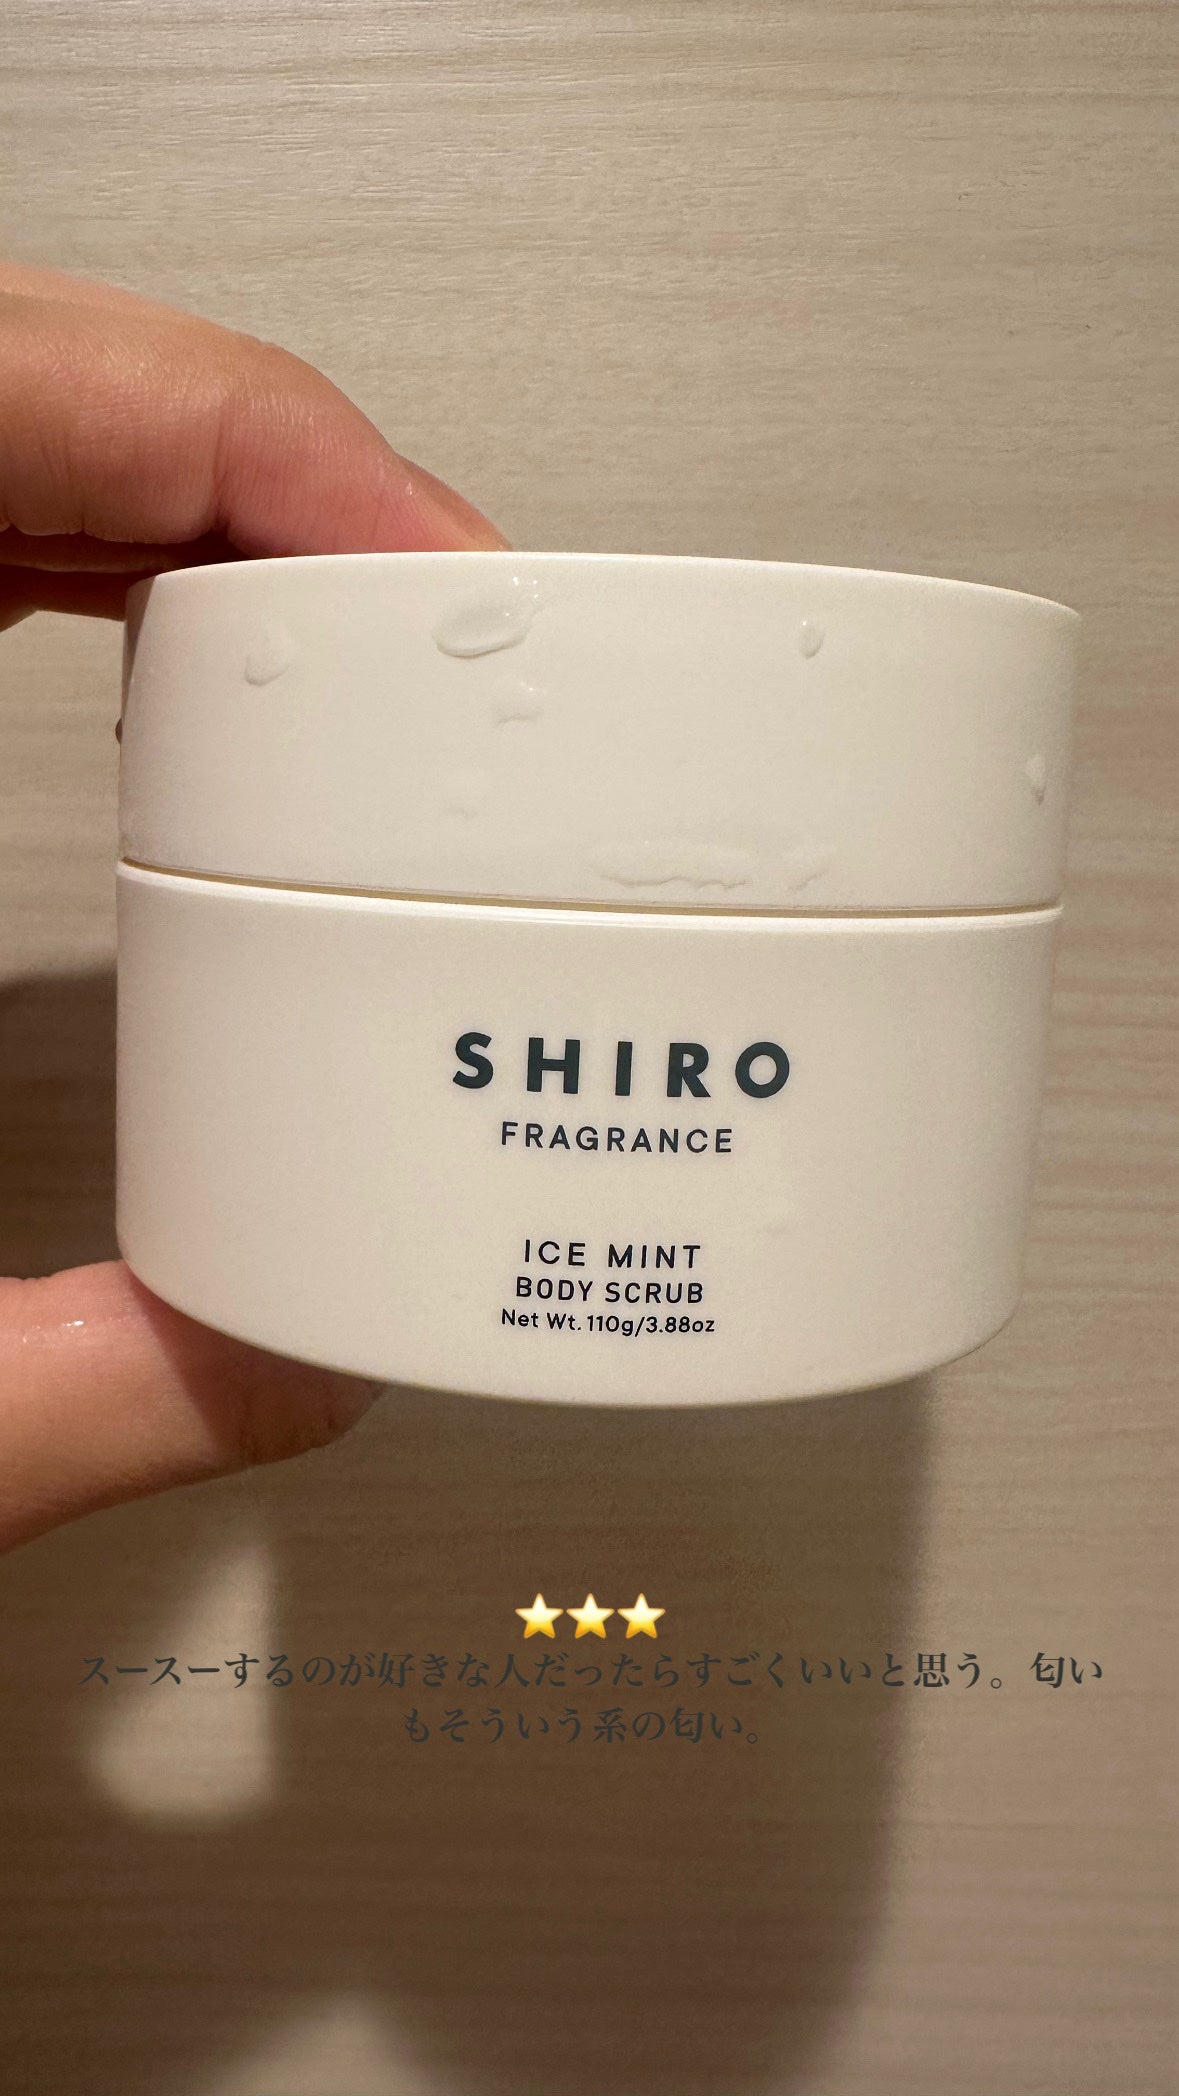 SHIRO
FRAGRANCE
ICE MINT
BODY SCRUB
Net Wt. 110g/3.88oz
⭐⭐⭐
スースーするのが好きな人だったらすごくいいと思う。匂い
もそういう系の匂い。